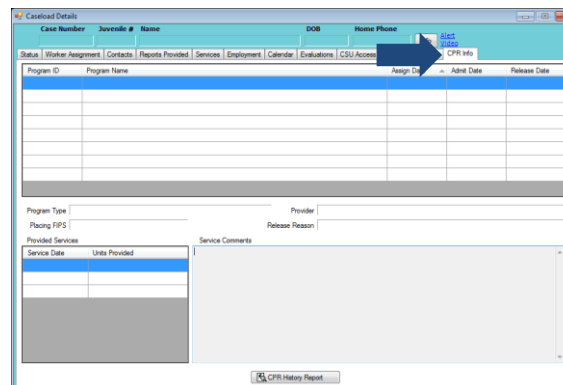 Caseload Details
Case Number Juvenile # Name DOB Home Phone
Alert
Video
Status Worker Assignment Contacts Reports Provided Services Employment Calendar Evaluations CSU Access CPR Info
Program ID Program Name Assign Admit Date Release Date
Program Type Provider
Placing FIPS Release Reason
Provided Services Service Comments
Service Date Units Provided
CPR History Report